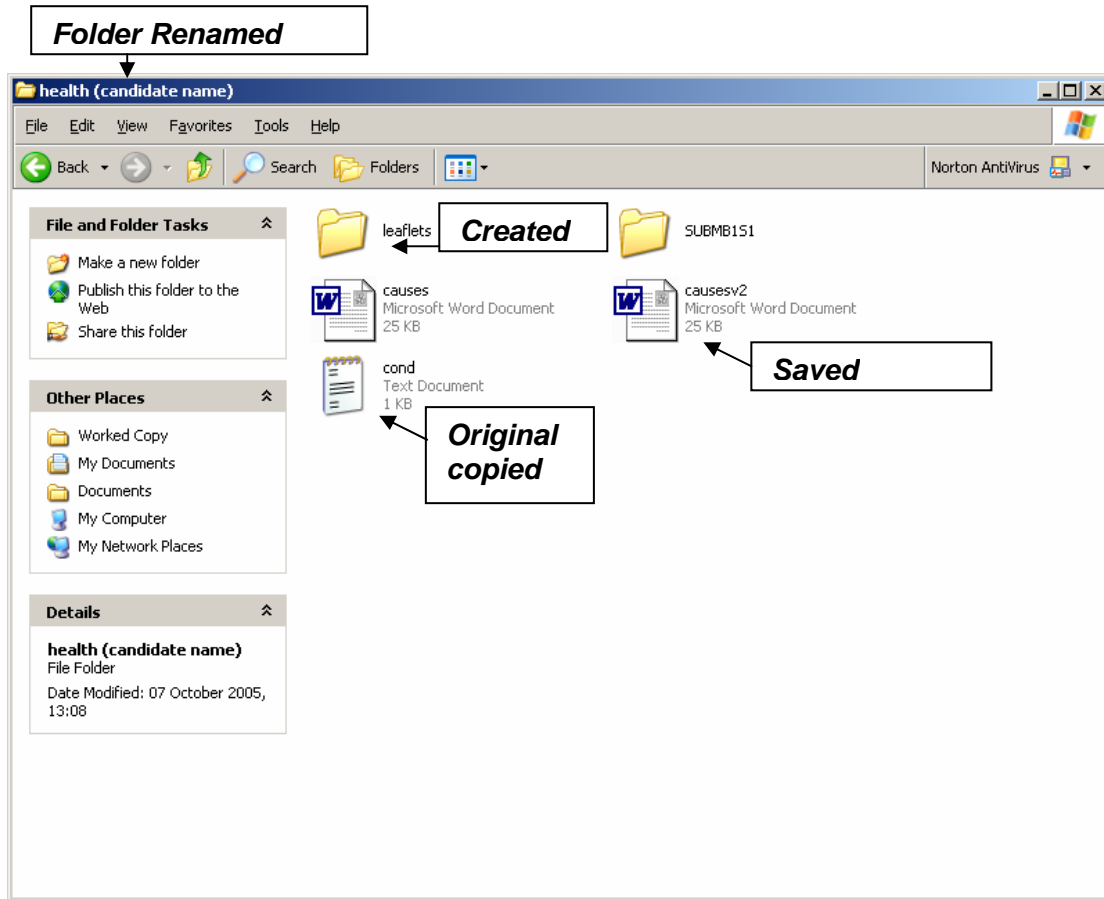 Folder Renamed
health (candidate name)
File Edit View Favorites Tools Help
Back Search Folders Norton AntiVirus
File and Folder Tasks
Make a new folder
Publish this folder to the
Web
Share this folder
Other Places
Worked Copy
My Documents
Documents
My Computer
My Network Places
Details
health (candidate name)
File Folder
Date Modified: 07 October 2005,
13:08
leaflets
Created
SUBMB1S1
causes
Microsoft Word Document
25 KB
causesv2
Microsoft Word Document
25 KB
Saved
cond
Text Document
1 KB
Original
copied